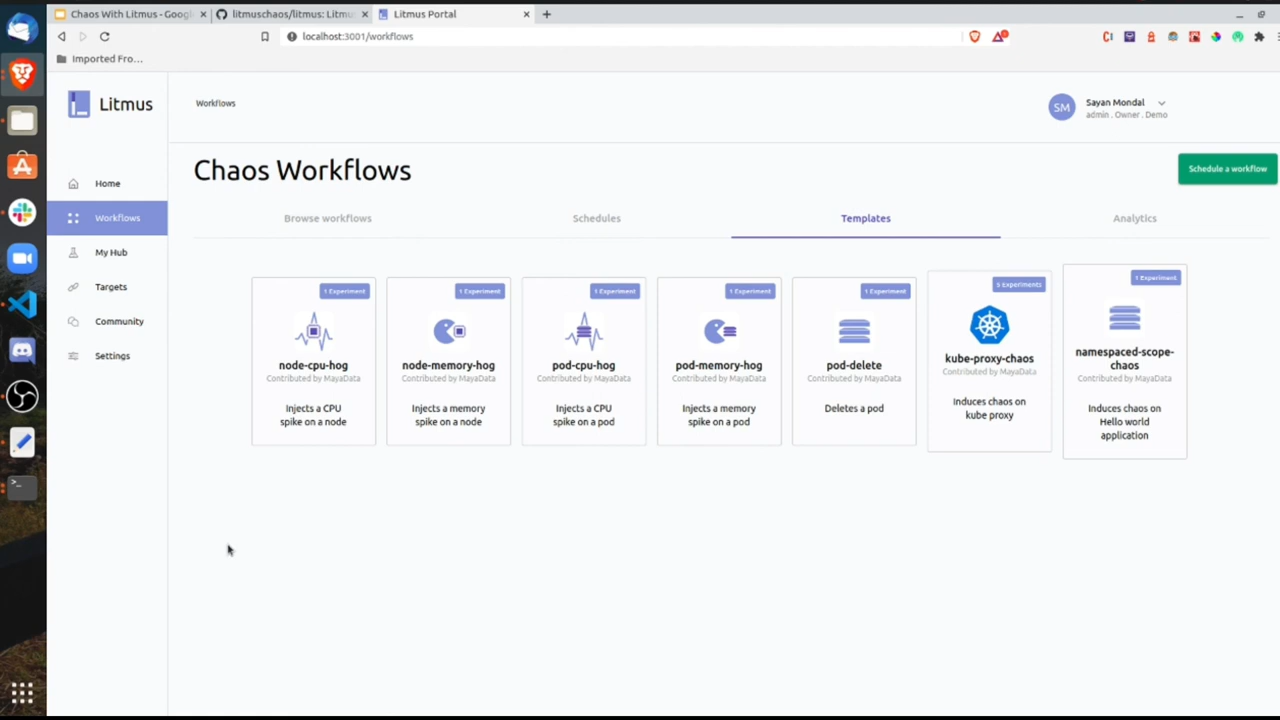 Chaos With Litmus - Google
litmuschaos/litmus: Litmu
Litmus Portal
localhost:3001/workflows
Imported Fro...
Litmus
Workflows
SM
Sayan Mondal
admin . Owner . Demo
Home
Workflows
My Hub
Targets
Community
Settings
Chaos Workflows
Schedule a workflow
Browse workflows
Schedules
Templates
Analytics
1 Experiment
node-cpu-hog
Contributed by MayaData
Injects a CPU
spike on a node
1 Experiment
node-memory-hog
Contributed by MayaData
Injects a memory
spike on a node
1 Experiment
pod-cpu-hog
Contributed by MayaData
Injects a CPU
spike on a pod
1 Experiment
pod-memory-hog
Contributed by MayaData
Injects a memory
spike on a pod
1 Experiment
pod-delete
Contributed by MayaData
Deletes a pod
5 Experiments
kube-proxy-chaos
Contributed by MayaData
Induces chaos on
kube proxy
1 Experiment
namespaced-scope-
chaos
Contributed by MayaData
Induces chaos on
Hello world
application